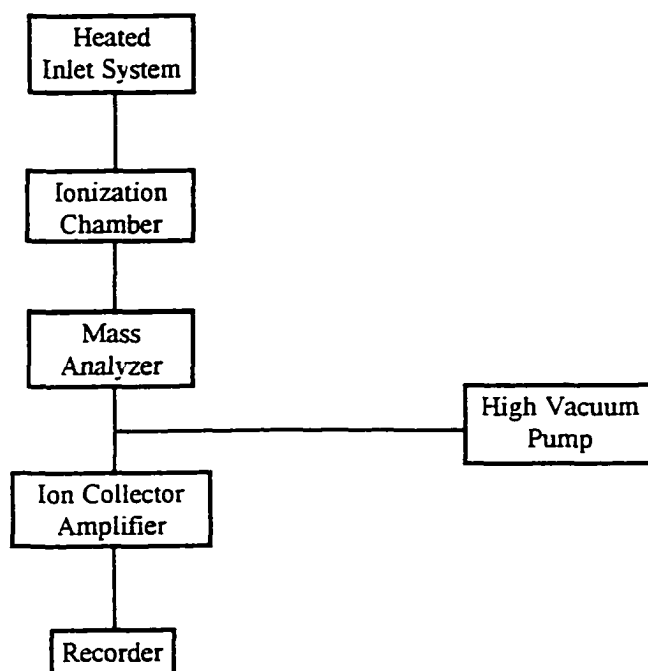 Heated
Inlet System
Ionization
Chamber
Mass
Analyzer
High Vacuum
Pump
Ion Collector
Amplifier
Recorder